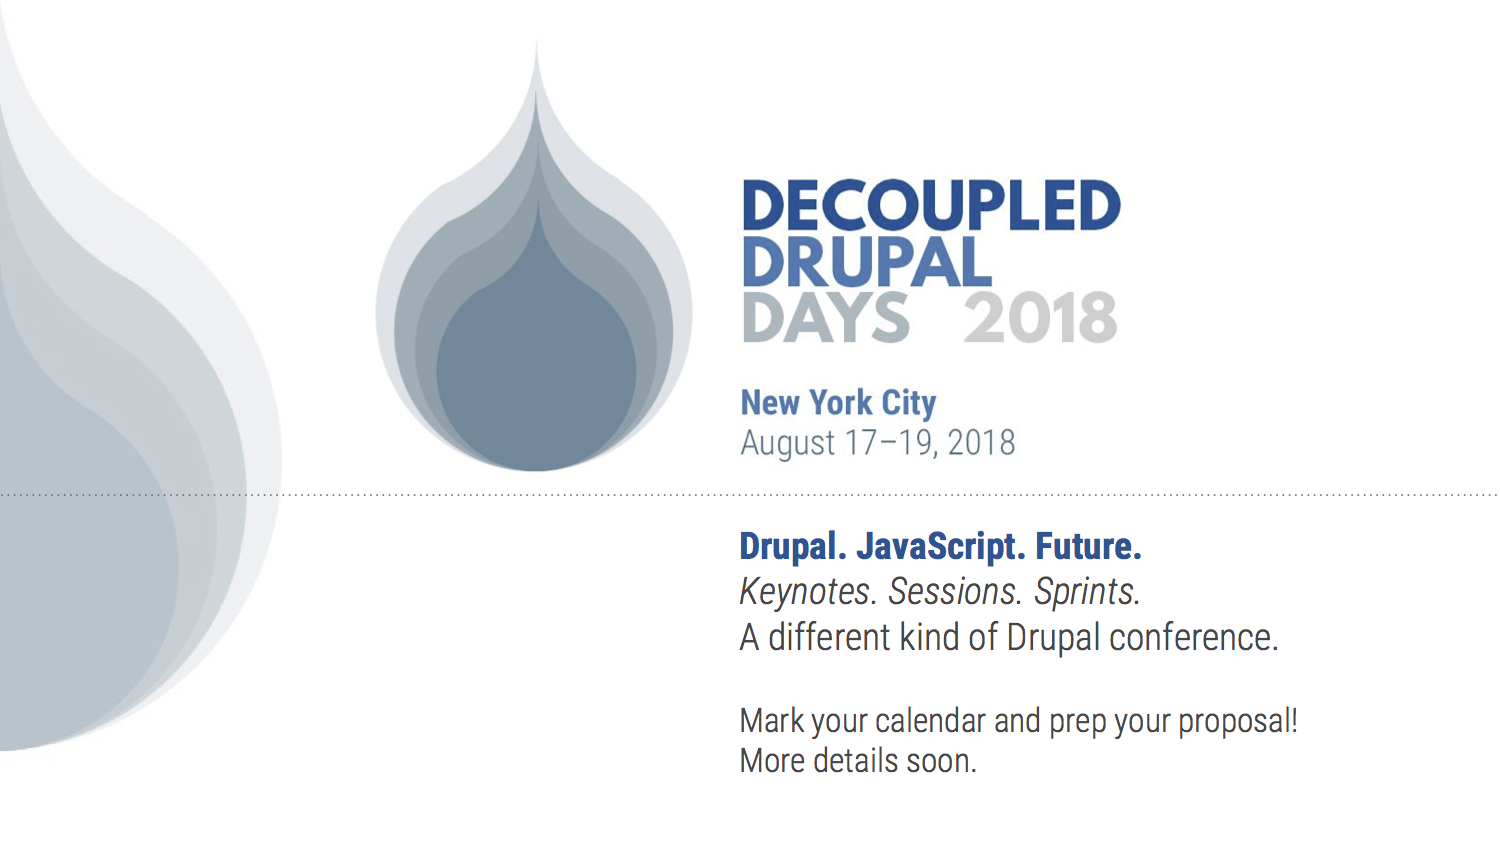 DECOUPLED
DRUPAL
DAYS 2018
New York City
August 17–19, 2018
Drupal. JavaScript. Future.
Keynotes. Sessions. Sprints.
A different kind of Drupal conference.
Mark your calendar and prep your proposal!
More details soon.